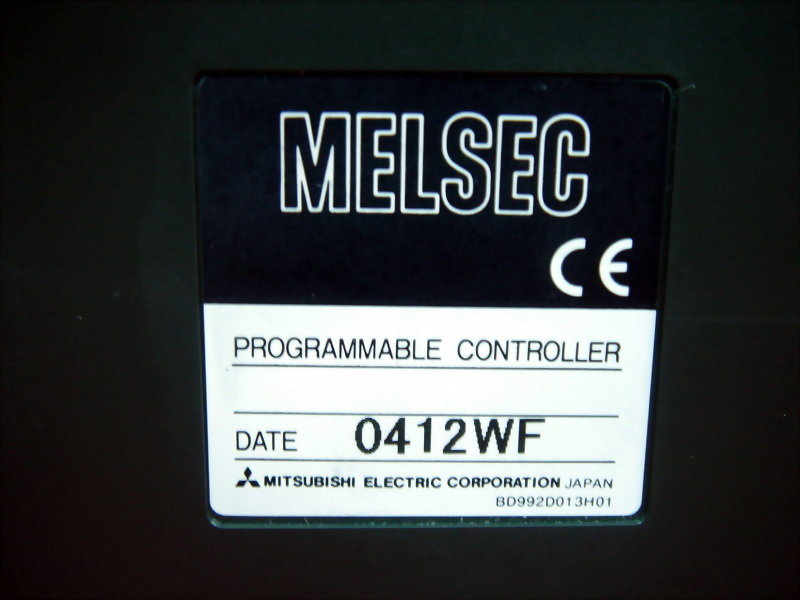 MELSEC
CE
PROGRAMMABLE CONTROLLER
DATE 0412WF
MITSUBISHI ELECTRIC CORPORATION JAPAN
BD992D013H01